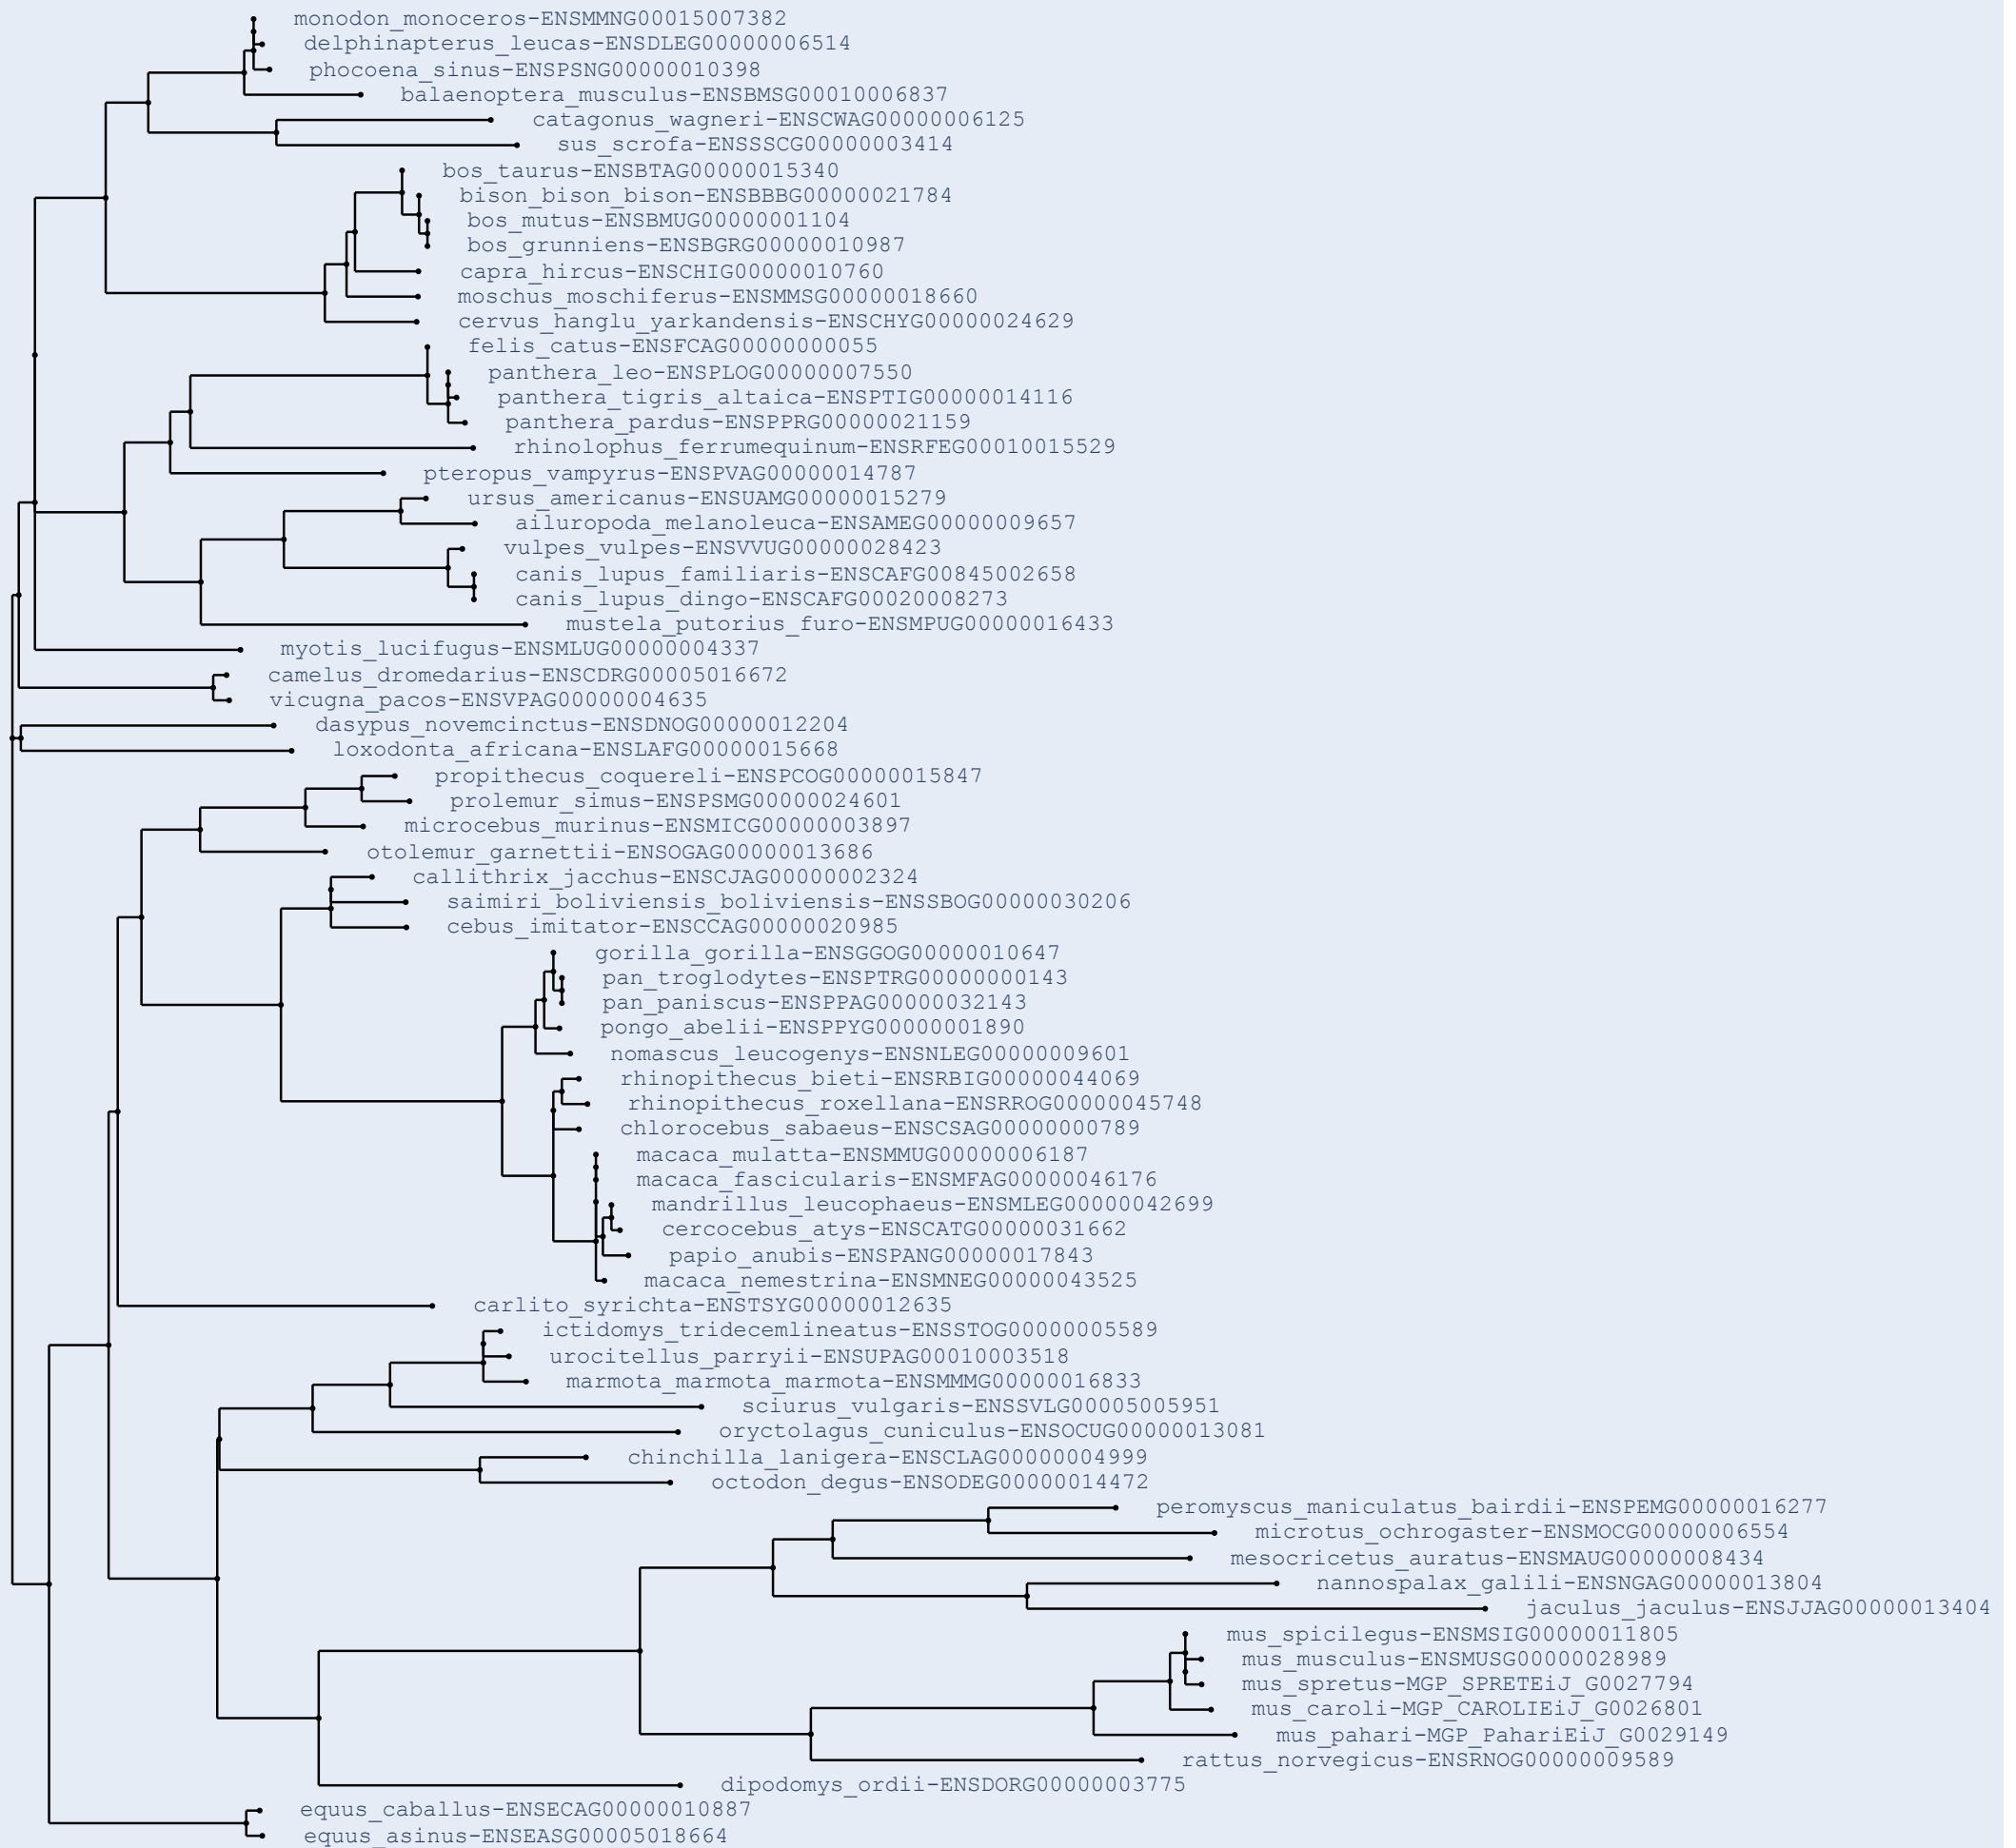 monodon_monoceros-ENSMMNG00015007382
delphinapterus_leucas-ENSDLEG00000006514
phocoena_sinus-ENSPSNG00000010398
balaenoptera_musculus-ENSBMSG00010006837
catagonus_wagneri-ENSCWAG00000006125
sus_scrofa-ENSSSCG00000003414
bos_taurus-ENSBTAG00000015340
bison_bison_bison-ENSBBBG00000021784
bos_mutus-ENSBMUG00000001104
bos_grunniens-ENSBGRG00000010987
capra_hircus-ENSCHIG00000010760
moschus_moschiferus-ENSMMSG00000018660
cervus_hanglu_yarkandensis-ENSCHYG00000024629
felis_catus-ENSFCAG00000000055
panthera_leo-ENSPLOG00000007550
panthera_tigris_altaica-ENSPTIG00000014116
panthera_pardus-ENSPPRG00000021159
rhinolophus_ferrumequinum-ENSRFEG00010015529
pteropus_vampyrus-ENSPVAG00000014787
ursus_americanus-ENSUAMG00000015279
ailuropoda_melanoleuca-ENSAMEG00000009657
vulpes_vulpes-ENSVVUG00000028423
canis_lupus_familiaris-ENSCAFG00845002658
canis_lupus_dingo-ENSCAFG00020008273
mustela_putorius_furo-ENSMPUG00000016433
myotis_lucifugus-ENSMLUG00000004337
camelus_dromedarius-ENSCDRG00005016672
vicugna_pacos-ENSVPAG00000004635
dasypus_novemcinctus-ENSDNOG00000012204
loxodonta_africana-ENSLAFG00000015668
propithecus_coquereli-ENSPCOG00000015847
prolemur_simus-ENSPSMG00000024601
microcebus_murinus-ENSMICG00000003897
otolemur_garnettii-ENSOGAG00000013686
callithrix_jacchus-ENSCJAG00000002324
saimiri_boliviensis_boliviensis-ENSSBOG00000030206
cebus_imitator-ENSCCAG00000020985
gorilla_gorilla-ENSGGOG00000010647
pan_troglodytes-ENSPTRG00000000143
pan_paniscus-ENSPPAG00000032143
pongo_abelii-ENSPPYG00000001890
nomascus_leucogenys-ENSNLEG00000009601
rhinopithecus_bieti-ENSRBIG00000044069
rhinopithecus_roxellana-ENSRROG00000045748
chlorocebus_sabaeus-ENSCSAG00000000789
macaca_mulatta-ENSMMUG00000006187
macaca_fascicularis-ENSMFAG00000046176
mandrillus_leucophaeus-ENSMLEG00000042699
cercocebus_atys-ENSCATG00000031662
papio_anubis-ENSPANG00000017843
macaca_nemestrina-ENSMNEG00000043525
carlito_syrichta-ENSTSYG00000012635
ictidomys_tridecemlineatus-ENSSTOG00000005589
urocitellus_parryii-ENSUPAG00010003518
marmota_marmota_marmota-ENSMMMG00000016833
sciurus_vulgaris-ENSSVLG00005005951
oryctolagus_cuniculus-ENSOCUG00000013081
chinchilla_lanigera-ENSCLAG00000004999
octodon_degus-ENSODEG00000014472
peromyscus_maniculatus_bairdii-ENSPEMG00000016277
microtus_ochrogaster-ENSMOCG00000006554
mesocricetus_auratus-ENSMAUG00000008434
nannospalax_galili-ENSNGAG00000013804
jaculus_jaculus-ENSJJAG00000013404
mus_spicilegus-ENSMSIG00000011805
mus_musculus-ENSMUSG00000028989
mus_spretus-MGP_SPRETEiJ_G0027794
mus_caroli-MGP_CAROLIEiJ_G0026801
mus_pahari-MGP_PahariEiJ_G0029149
rattus_norvegicus-ENSRNOG00000009589
dipodomys_ordii-ENSDORG00000003775
equus_caballus-ENSECAG00000010887
equus_asinus-ENSEASG00005018664